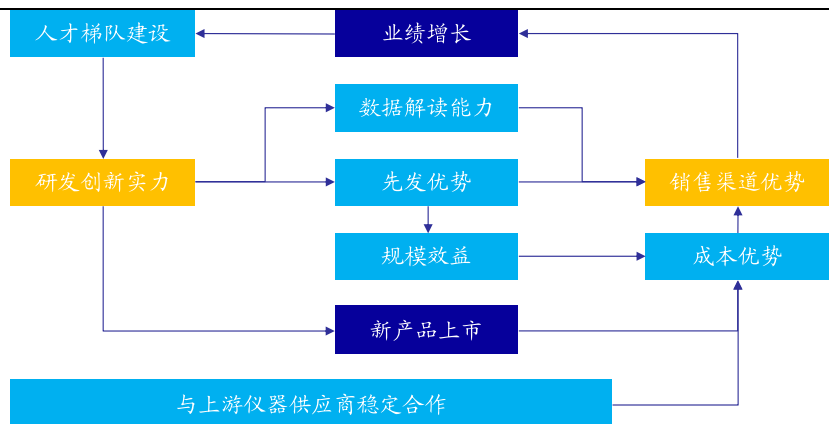 人才梯队建设
业绩增长
数据解读能力
研发创新实力
先发优势
销售渠道优势
规模效益
成本优势
新产品上市
与上游仪器供应商稳定合作